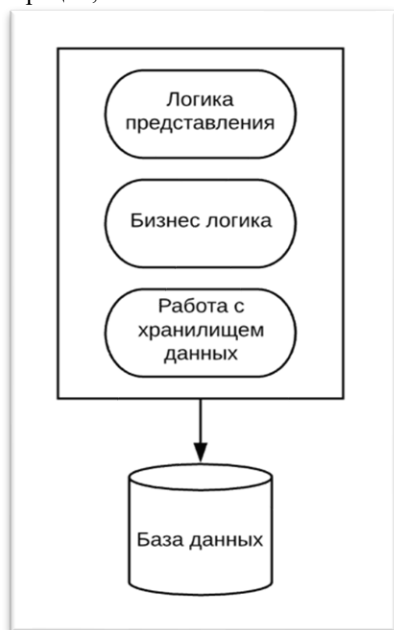 Логика
представления
Бизнес логика
Работа с
хранилищем
данных
База данных